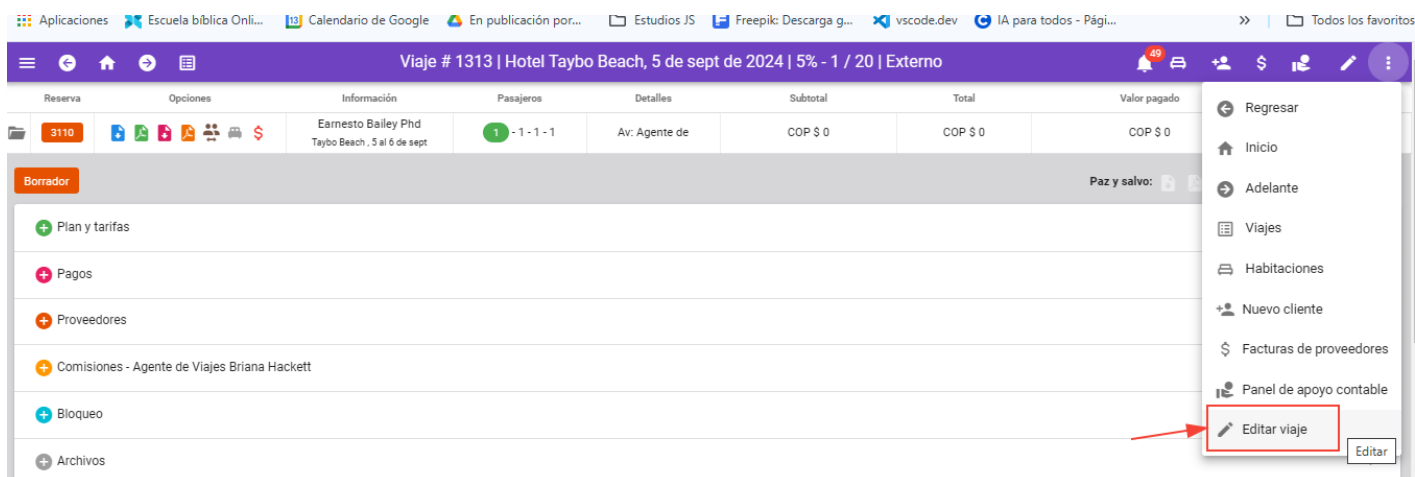 Aplicaciones Escuela bíblica Onli... 13 Calendario de Google En publicación por... Estudios JS Freepik: Descarga g... vscode.dev IA para todos - Pági... » Todos los favoritos
Viaje # 1313 | Hotel Taybo Beach, 5 de sept de 2024 | 5% - 1 / 20 | Externo 49 $
Reserva Opciones Información Pasajeros Detalles Subtotal Total Valor pagado
3110 $ Earnesto Bailey Phd 1 - 1 - 1 - 1 Av: Agente de COP $ 0 COP $ 0 COP $ 0
Taybo Beach , 5 al 6 de sept
Borrador Paz y salvo:
Plan y tarifas
Pagos
Proveedores
Comisiones - Agente de Viajes Briana Hackett
Bloqueo
Archivos
Regresar
Inicio
Adelante
Viajes
Habitaciones
Nuevo cliente
$ Facturas de proveedores
Panel de apoyo contable
Editar viaje
Editar